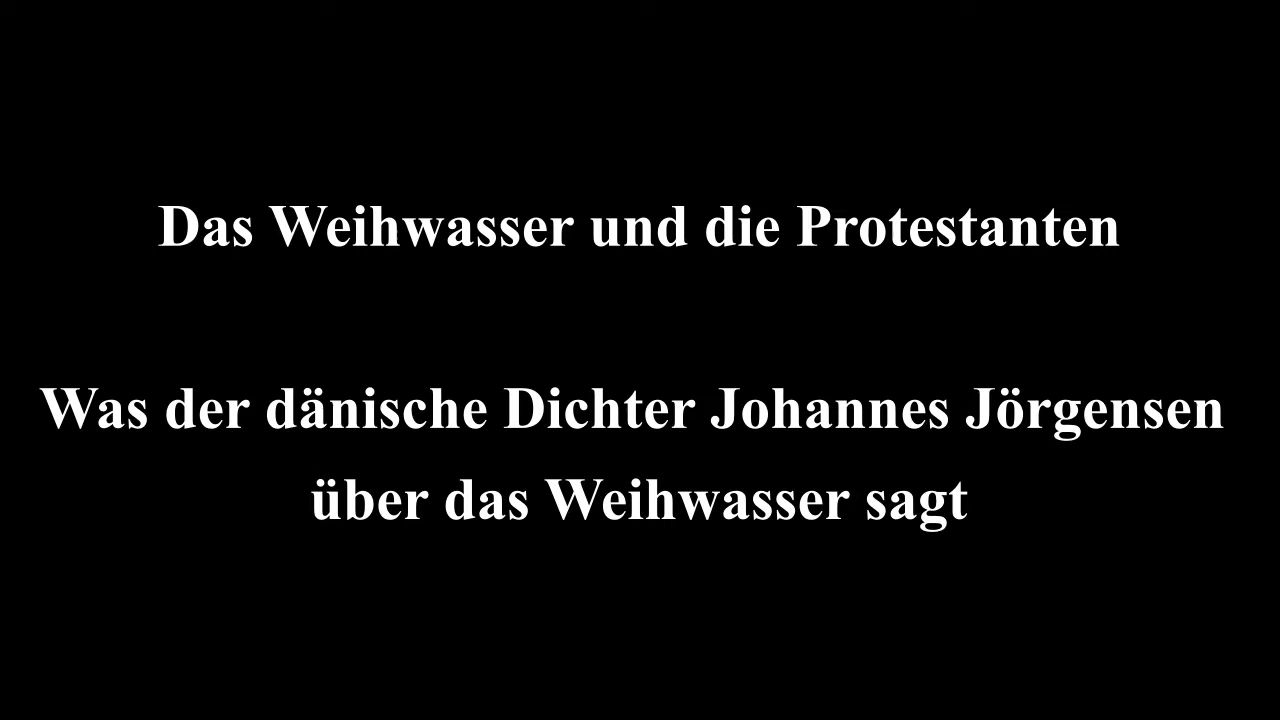 Das Weihwasser und die Protestanten
Was der dänische Dichter Johannes Jörgensen
über das Weihwasser sagt